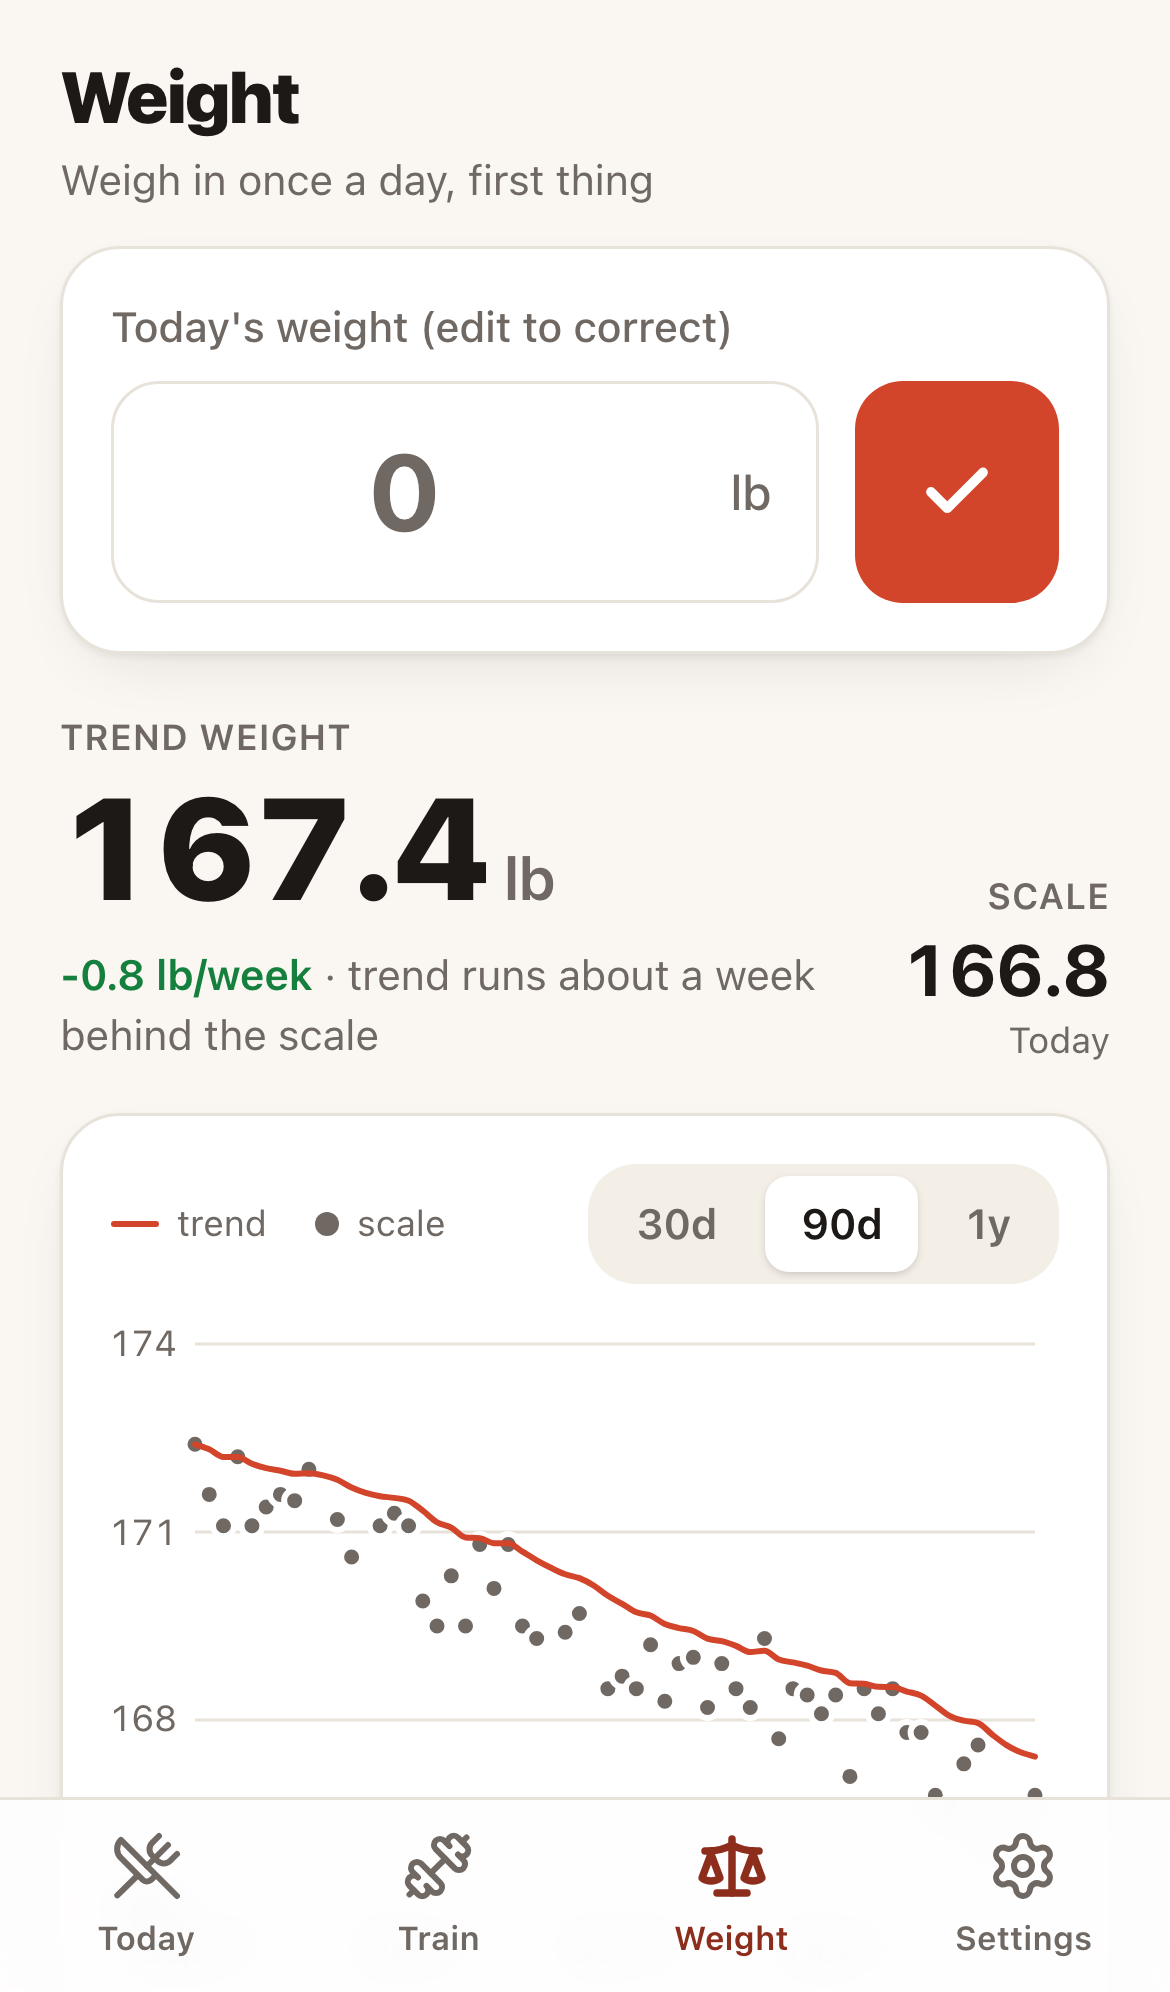 Weight
Weigh in once a day, first thing
Today's weight (edit to correct)
0 lb
TREND WEIGHT
167.4 lb
-0.8 lb/week · trend runs about a week
behind the scale
SCALE
166.8
Today
trend
scale
30d
90d
1y
174
171
168
Today
Train
Weight
Settings